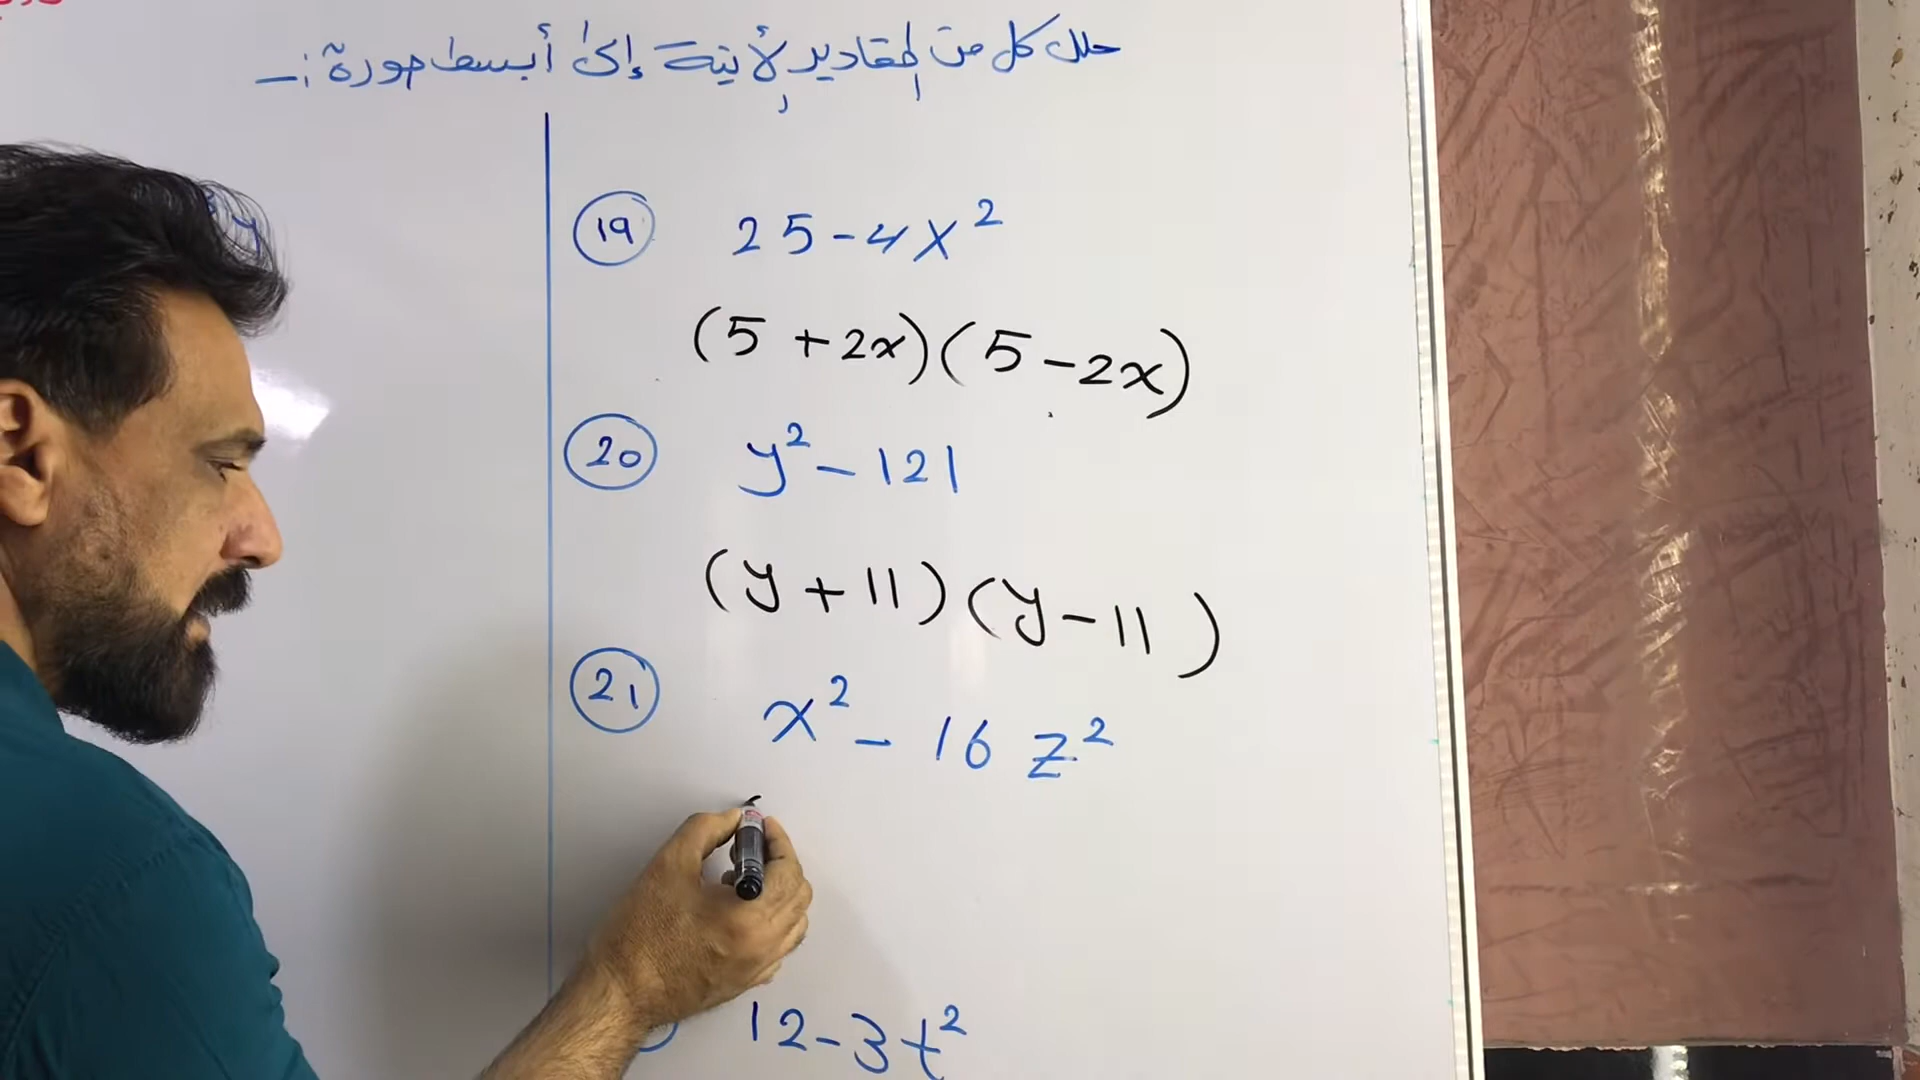 حلل كل من المقادير الأتية إلى أبسط صورة :-
19 25-4x²
(5 +2x)(5-2x)
20 y²-121
(y+11)(y-11)
21 x²- 16 z²
12-3t²
y